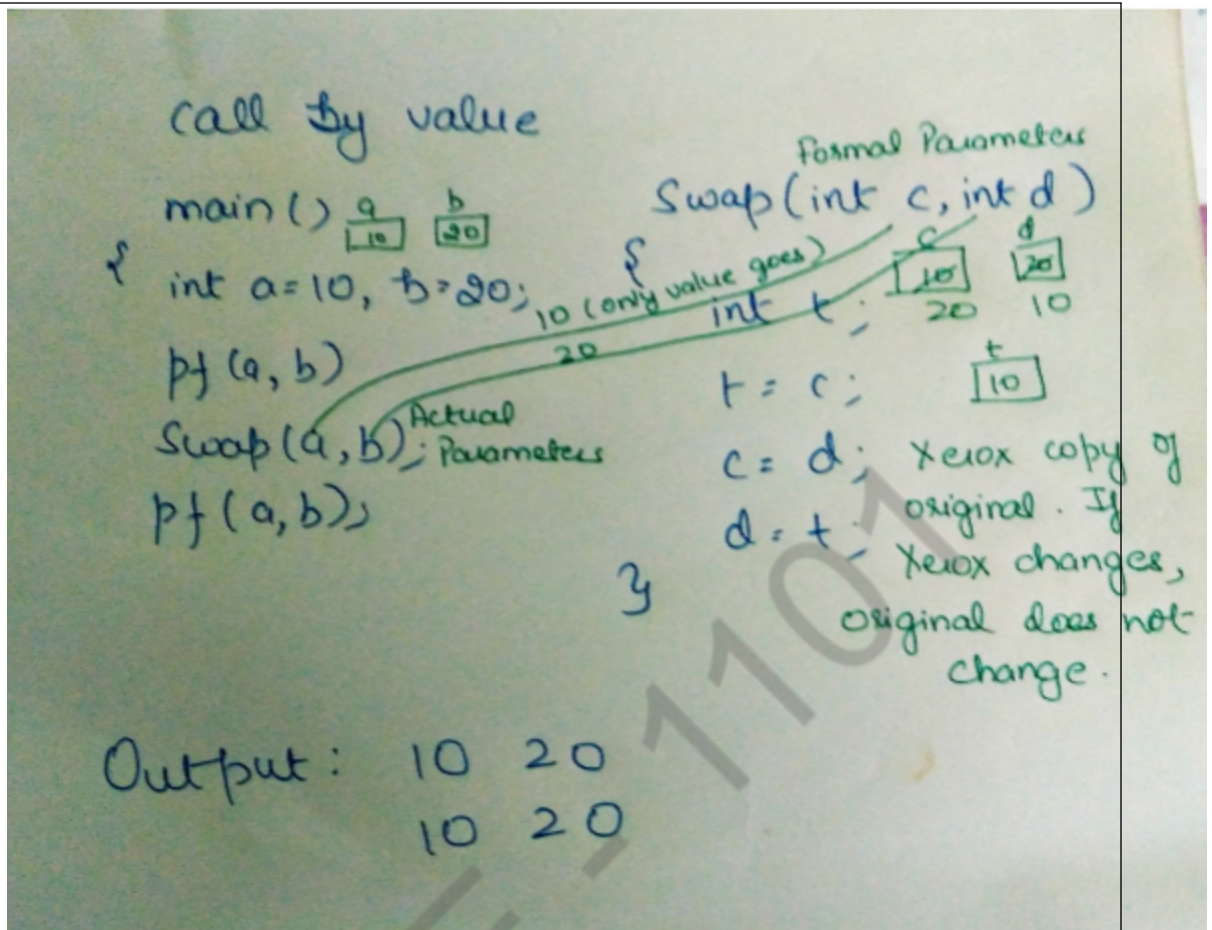 call by value
main()
a b
10 20
{
int a=10, b=20;
pf(a,b)
Swap(a,b); Actual
Parameters
pf(a,b);
Formal Parameters
Swap(int c, int d)
{
10 (only value goes)
20
int t;
c d
10 20
20 10
t = c;
t
10
c = d;
d = t;
}
Xerox copy of
original. If
Xerox changes,
original does not
change.
Output: 10 20
10 20
1101